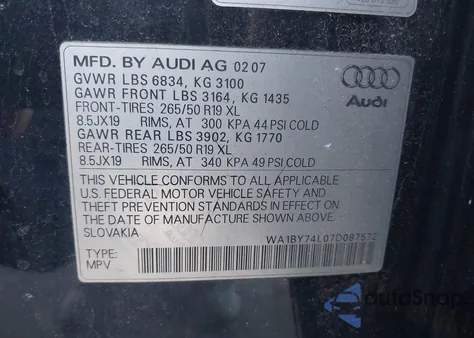 MFD. BY AUDI AG 02 07
GVWR LBS 6834, KG 3100
GAWR FRONT LBS 3164, KG 1435
FRONT-TIRES 265/50 R19 XL
8.5JX19 RIMS, AT 300 KPA 44 PSI COLD
GAWR REAR LBS 3902, KG 1770
REAR-TIRES 265/50 R19 XL
8.5JX19 RIMS, AT 340 KPA 49 PSI COLD
Audi
THIS VEHICLE CONFORMS TO ALL APPLICABLE
U.S. FEDERAL MOTOR VEHICLE SAFETY, BUMPER AND
THEFT PREVENTION STANDARDS IN EFFECT ON
THE DATE OF MANUFACTURE SHOWN ABOVE.
SLOVAKIA
WA1BY74L07D087572
TYPE:
MPV
autoSnap